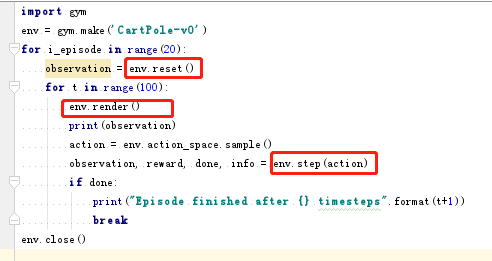 import gym
env = gym.make('CartPole-v0')
for i_episode in range(20):
    observation = env.reset()
    for t in range(100):
        env.render()
        print(observation)
        action = env.action_space.sample()
        observation, reward, done, info = env.step(action)
        if done:
            print("Episode finished after {} timesteps".format(t+1))
            break
env.close()